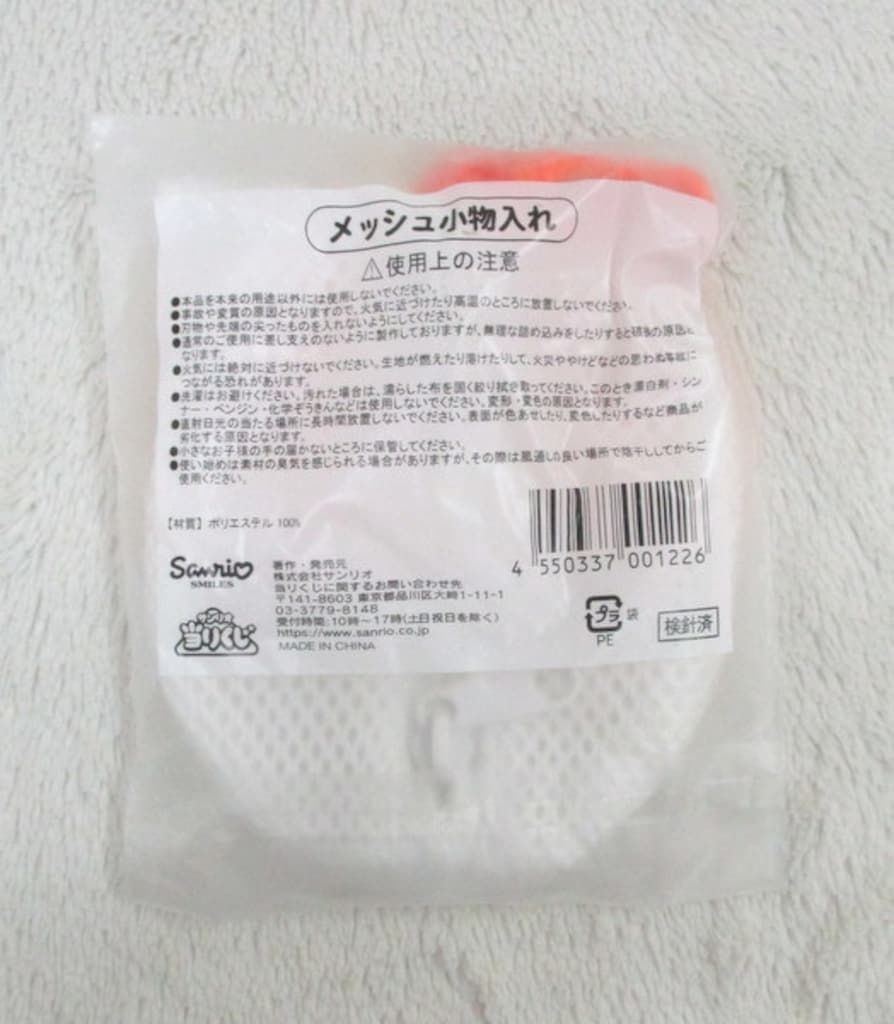 メッシュ小物入れ
⚠使用上の注意
●本品を本来の用途以外には使用しないでください。
●事故や変質の原因となりますので、火気に近づけたり高温のところに放置しないでください。
●刃物や先端の尖ったものを入れないようにしてください。
●通常のご使用に差し支えのないように製作しておりますが、無理な詰め込みをしたりすると破損の原因と
なります。
●火気には絶対に近づけないでください。生地が燃えたり溶けたりして、火災ややけどなどの思わぬ事故に
つながる恐れがあります。
●洗濯はお避けください。汚れた場合は、濡らした布を固く絞り拭き取ってください。このとき漂白剤・シン
ナー・ベンジン・化学ぞうきんなどは使用しないでください。変形・変色の原因となります。
●直射日光の当たる場所に長時間放置しないでください。表面が色あせしたり、変色したりするなど商品が
劣化する原因となります。
●小さなお子様の手の届かないところに保管してください。
●使い始めは素材の臭気を感じられる場合がありますが、その際は風通しの良い場所で陰干ししてからご
使用ください。
【材質】ポリエステル 100%
4 550337 001226
Sanrio
SMILES
著作・発売元
株式会社サンリオ
当りくじに関するお問い合わせ先
〒141-8603 東京都品川区大崎1-11-1
03-3779-8148
受付時間:10時～17時(土日祝日を除く)
https://www.sanrio.co.jp
MADE IN CHINA
サンリオ
当りくじ
プラ 袋
PE
検針済